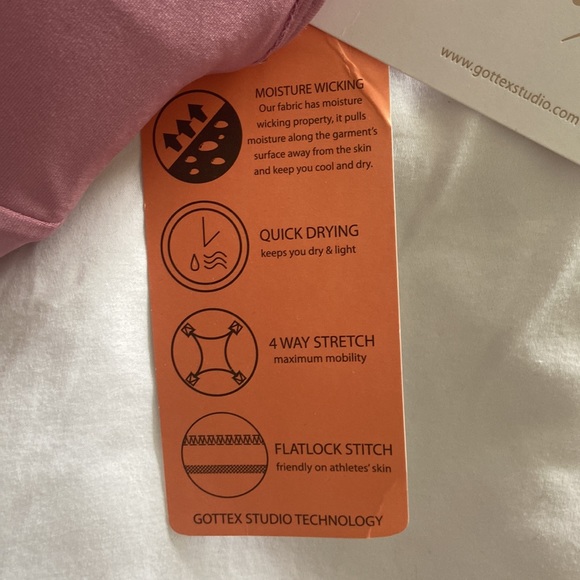 www.gottexstudio.com
MOISTURE WICKING
Our fabric has moisture
wicking property, it pulls
moisture along the garment's
surface away from the skin
and keep you cool and dry.
QUICK DRYING
keeps you dry & light
4 WAY STRETCH
maximum mobility
FLATLOCK STITCH
friendly on athletes' skin
GOTTEX STUDIO TECHNOLOGY